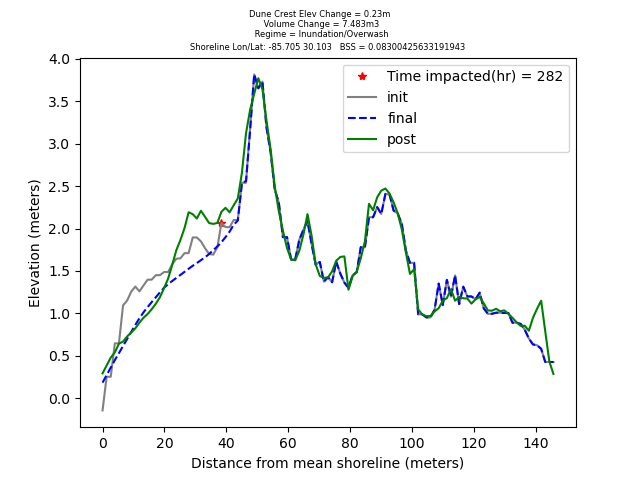 Dune Crest Elev Change = 0.23m
Volume Change = 7.483m3
Regime = Inundation/Overwash
Shoreline Lon/Lat: -85.705 30.103 BSS = 0.08300425633191943
Time impacted(hr) = 282
init
final
post
Elevation (meters)
4.0
3.5
3.0
2.5
2.0
1.5
1.0
0.5
0.0
0 20 40 60 80 100 120 140
Distance from mean shoreline (meters)